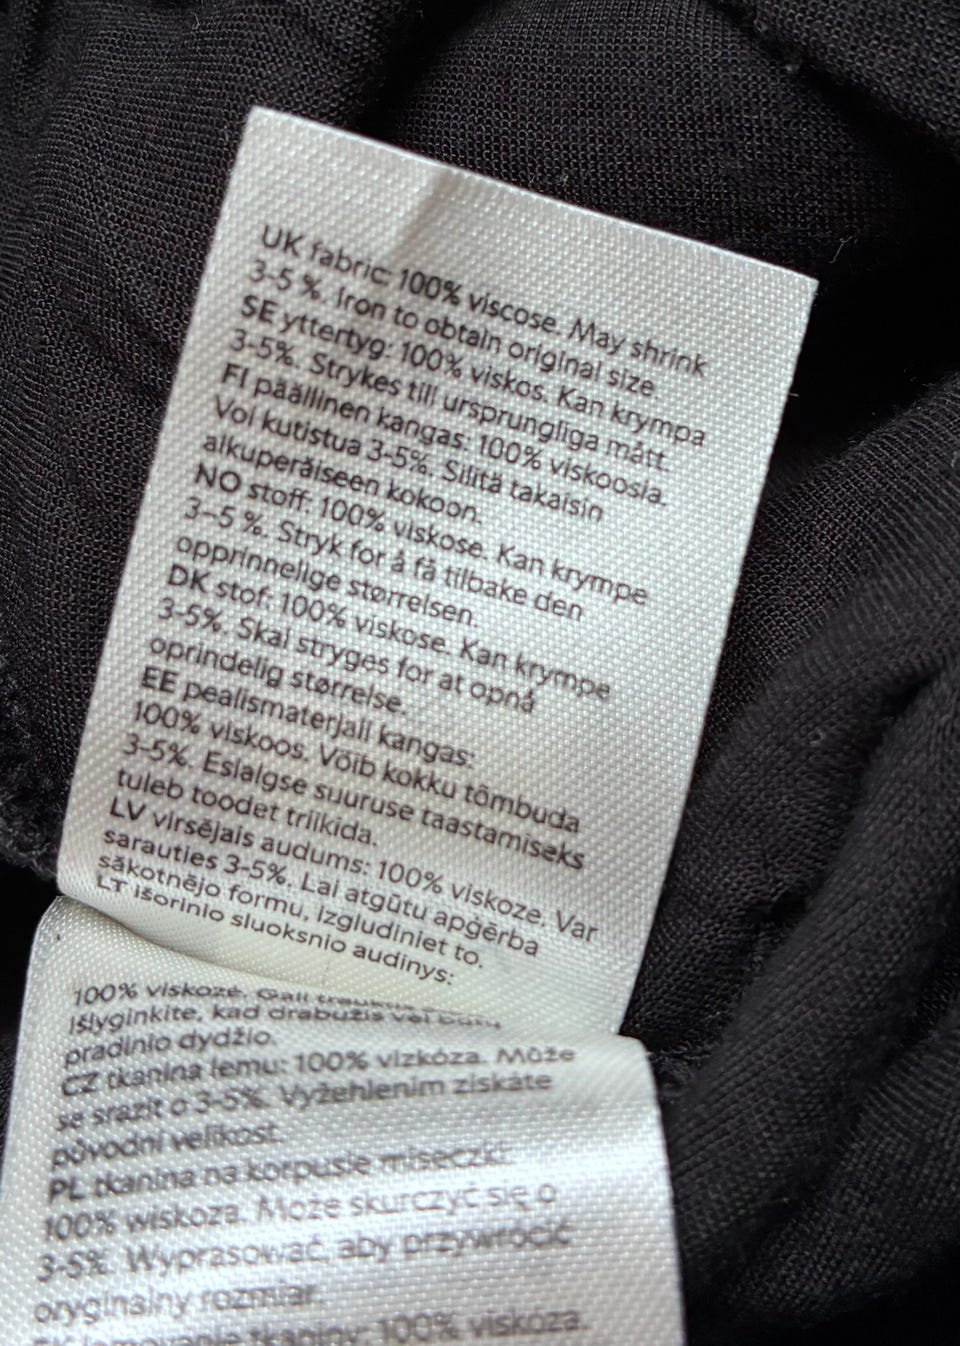 UK fabric: 100% viscose. May shrink
3-5 %. Iron to obtain original size.
SE yttertyg: 100% viskos. Kan krympa
3-5%. Strykes till ursprungliga mått.
FI päällinen kangas: 100% viskoosia.
Voi kutistua 3-5%. Silitä takaisin
alkuperäiseen kokoon.
NO stoff: 100% viskose. Kan krympe
3-5 %. Stryk for å få tilbake den
opprinnelige størrelsen.
DK stof: 100% viskose. Kan krympe
3-5%. Skal stryges for at opnå
oprindelig størrelse.
EE pealismaterjali kangas:
100% viskoos. Võib kokku tõmbuda
3-5%. Esialgse suuruse taastamiseks
tuleb toodet triikida.
LV virsējais audums: 100% viskoze. Var
sarauties 3-5%. Lai atgūtu apģērba
sākotnējo formu, izgludiniet to.
LT išorinio sluoksnio audinys:
100% viskozė. Gali
Išlyginkite, kad drabužis vėl būtų
pradinio dydžio.
CZ tkanina lemu: 100% vizkóza. Může
se srazit o 3-5%. Vyžehlením získáte
původní velikost.
PL tkanina na korpusie miseczki:
100% wiskoza. Może skurczyć się o
3-5%. Wyprasować, aby przywrócić
oryginalny rozmiar.
tkaniny: 100% viskóza.